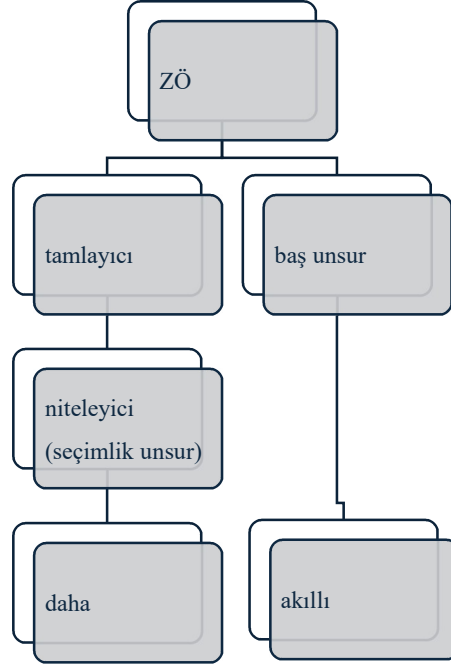 ZÖ
tamlayıcı
baş unsur
niteleyici
(seçimlik unsur)
daha
akıllı